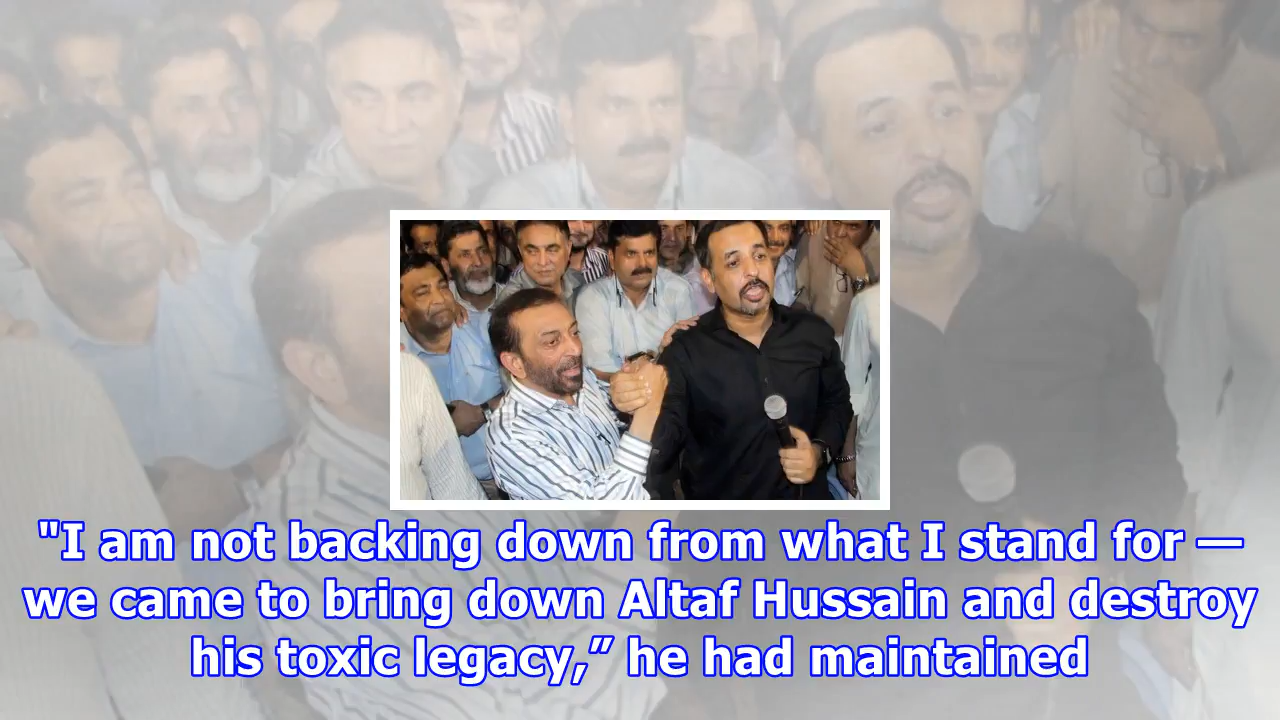 "I am not backing down from what I stand for —
we came to bring down Altaf Hussain and destroy
his toxic legacy,” he had maintained